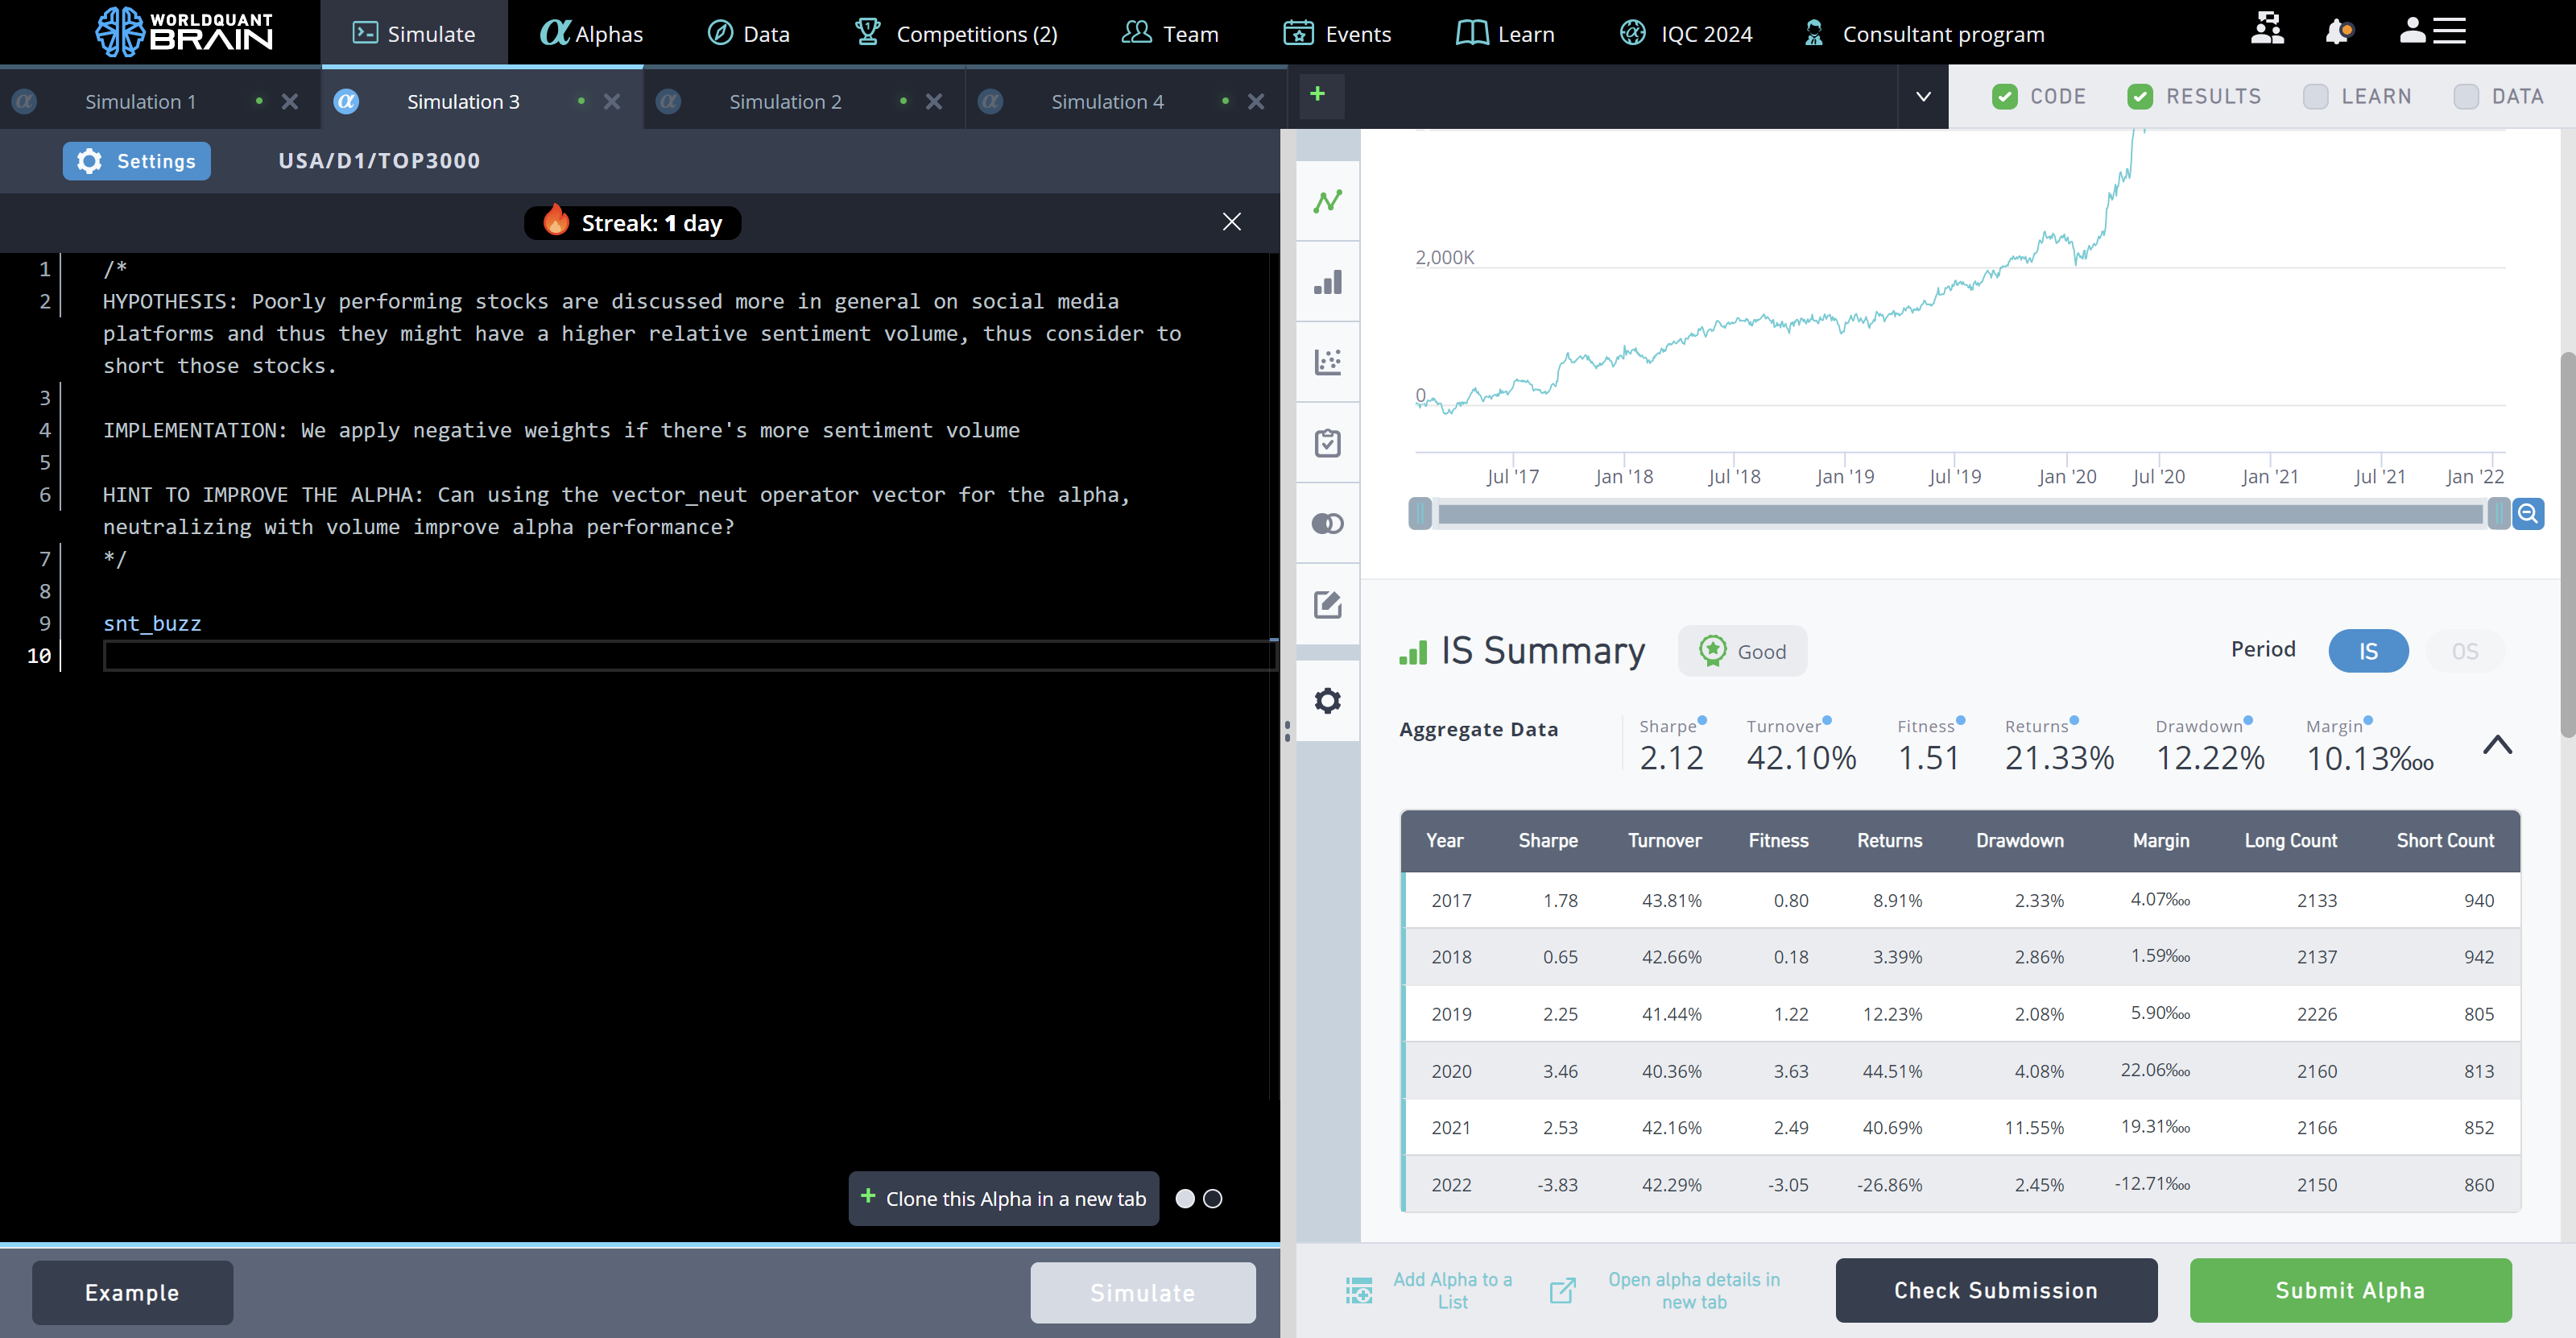 WORLDQUANT
BRAIN
Simulate
α Alphas
Data
Competitions (2)
Team
Events
Learn
IQC 2024
Consultant program
α Simulation 1
α Simulation 3
α Simulation 2
α Simulation 4
+
CODE
RESULTS
LEARN
DATA
Settings
USA/D1/TOP3000
Streak: 1 day
1 /*
2 HYPOTHESIS: Poorly performing stocks are discussed more in general on social media
platforms and thus they might have a higher relative sentiment volume, thus consider to
short those stocks.
3
4 IMPLEMENTATION: We apply negative weights if there's more sentiment volume
5
6 HINT TO IMPROVE THE ALPHA: Can using the vector_neut operator vector for the alpha,
neutralizing with volume improve alpha performance?
7 */
8
9 snt_buzz
10
+ Clone this Alpha in a new tab
Example
Simulate
2,000K
0
Jul '17 Jan '18 Jul '18 Jan '19 Jul '19 Jan '20 Jul '20 Jan '21 Jul '21 Jan '22
IS Summary
Good
Period IS OS
Aggregate Data
Sharpe Turnover Fitness Returns Drawdown Margin
2.12 42.10% 1.51 21.33% 12.22% 10.13‱
Year Sharpe Turnover Fitness Returns Drawdown Margin Long Count Short Count
2017 1.78 43.81% 0.80 8.91% 2.33% 4.07‱ 2133 940
2018 0.65 42.66% 0.18 3.39% 2.86% 1.59‱ 2137 942
2019 2.25 41.44% 1.22 12.23% 2.08% 5.90‱ 2226 805
2020 3.46 40.36% 3.63 44.51% 4.08% 22.06‱ 2160 813
2021 2.53 42.16% 2.49 40.69% 11.55% 19.31‱ 2166 852
2022 -3.83 42.29% -3.05 -26.86% 2.45% -12.71‱ 2150 860
Add Alpha to a
List
Open alpha details in
new tab
Check Submission
Submit Alpha